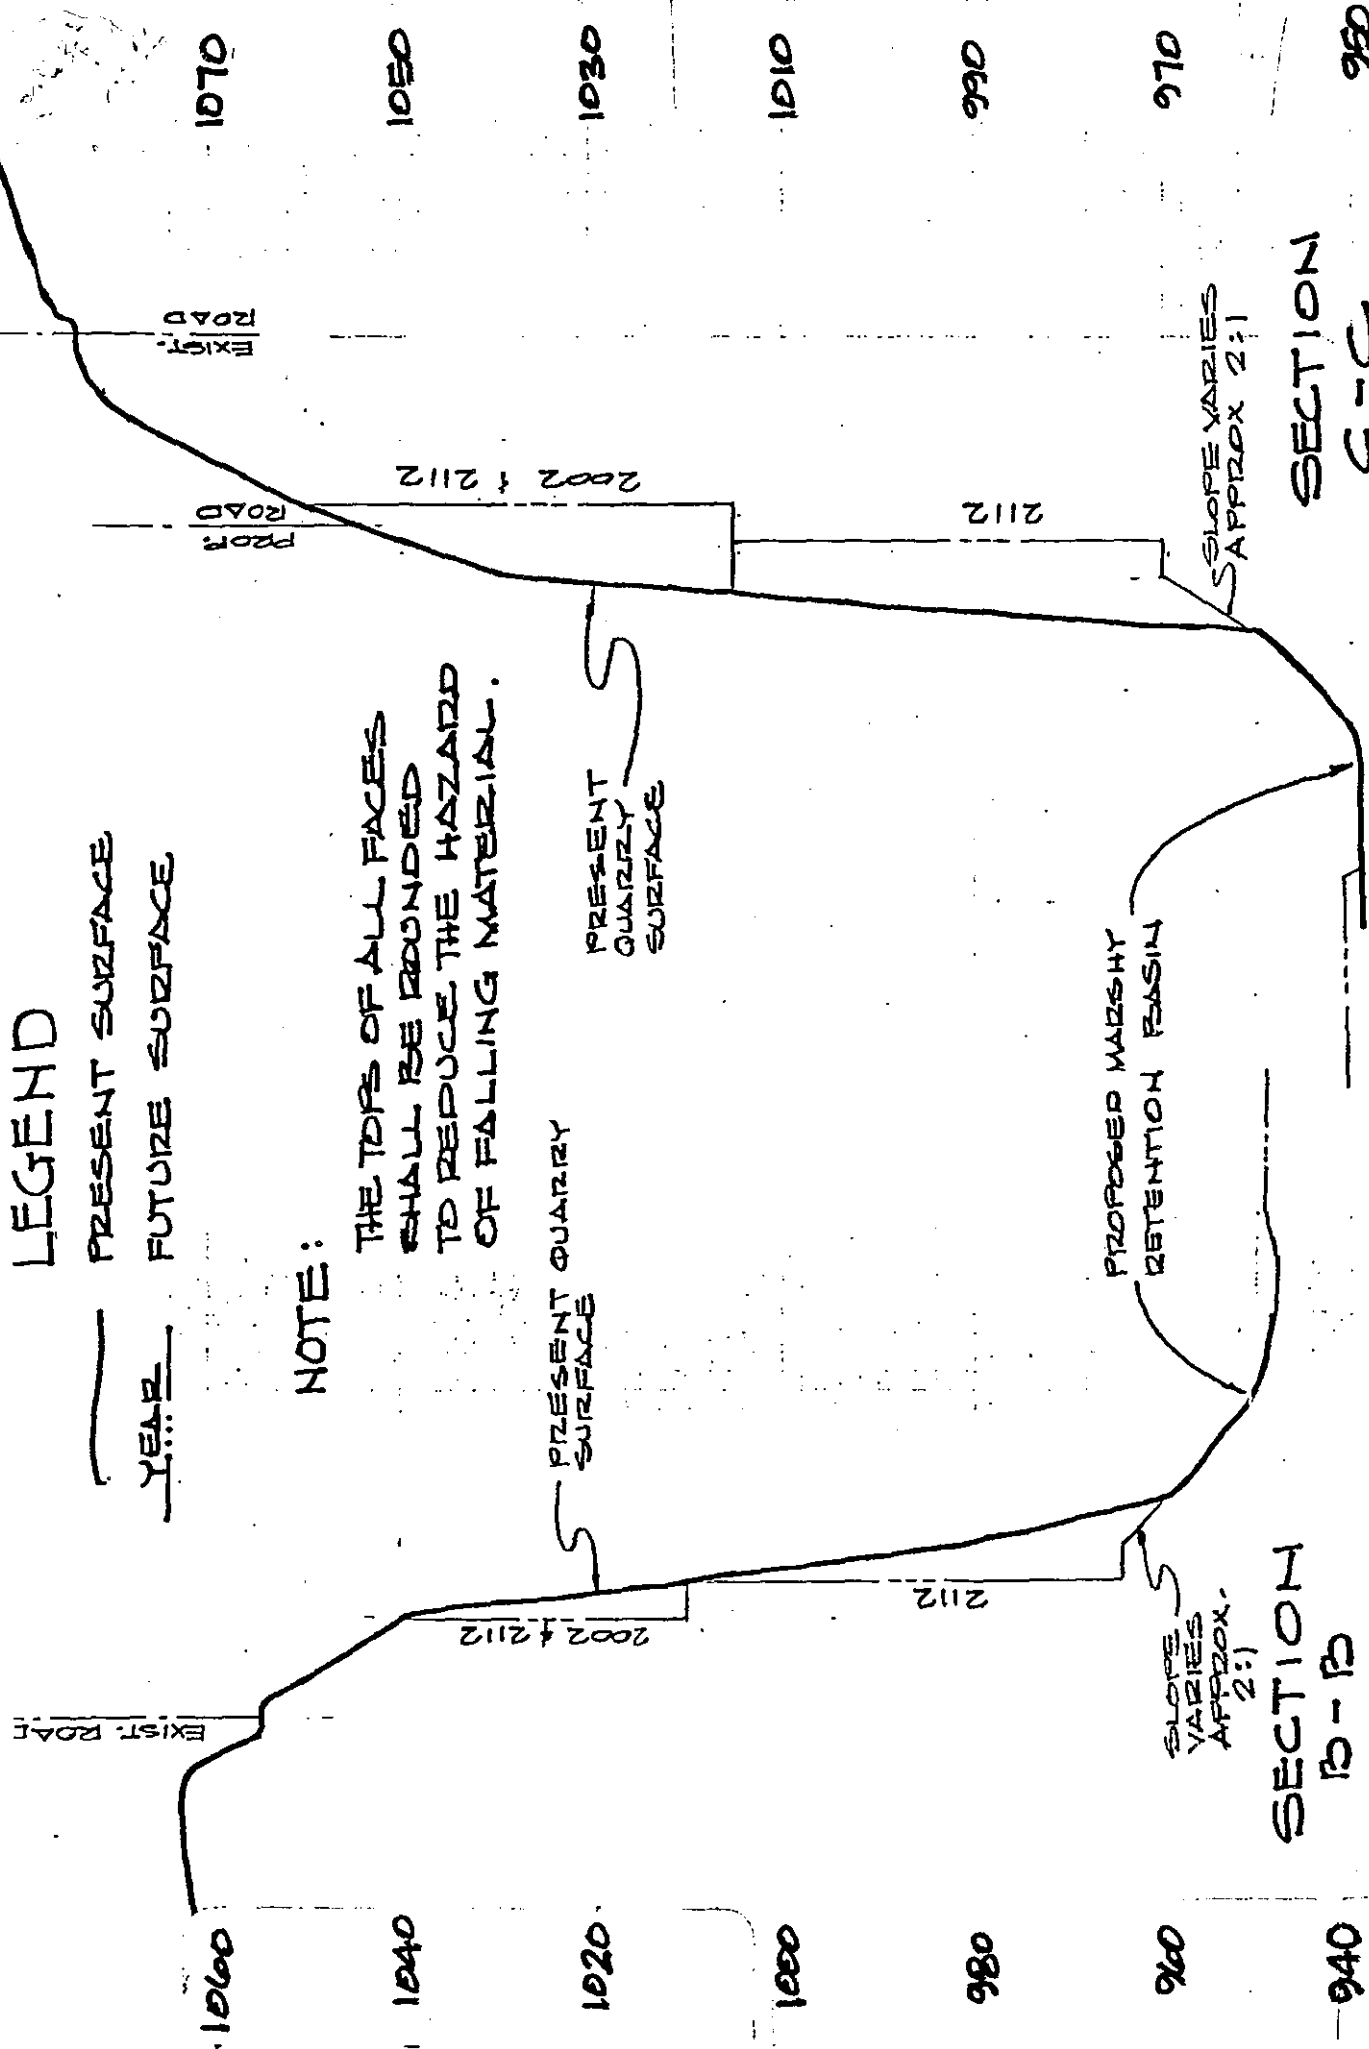 LEGEND
PRESENT SURFACE
YEAR FUTURE SURFACE
NOTE:
THE TOPS OF ALL FACES
SHALL BE ROUNDED
TO REDUCE THE HAZARD
OF FALLING MATERIAL.
EXIST. ROAD
2002 & 2112
2112
PRESENT QUARRY
SURFACE
SLOPE
VARIES
APPROX.
2:1
SECTION
B-B
1060
1040
1020
1000
980
960
940
PROPOSED MARSHY
RETENTION BASIN
PRESENT
QUARRY
SURFACE
PROP.
ROAD
EXIST.
ROAD
2002 & 2112
2112
SLOPE VARIES
APPROX 2:1
SECTION
C-C
1070
1050
1030
1010
990
970
950